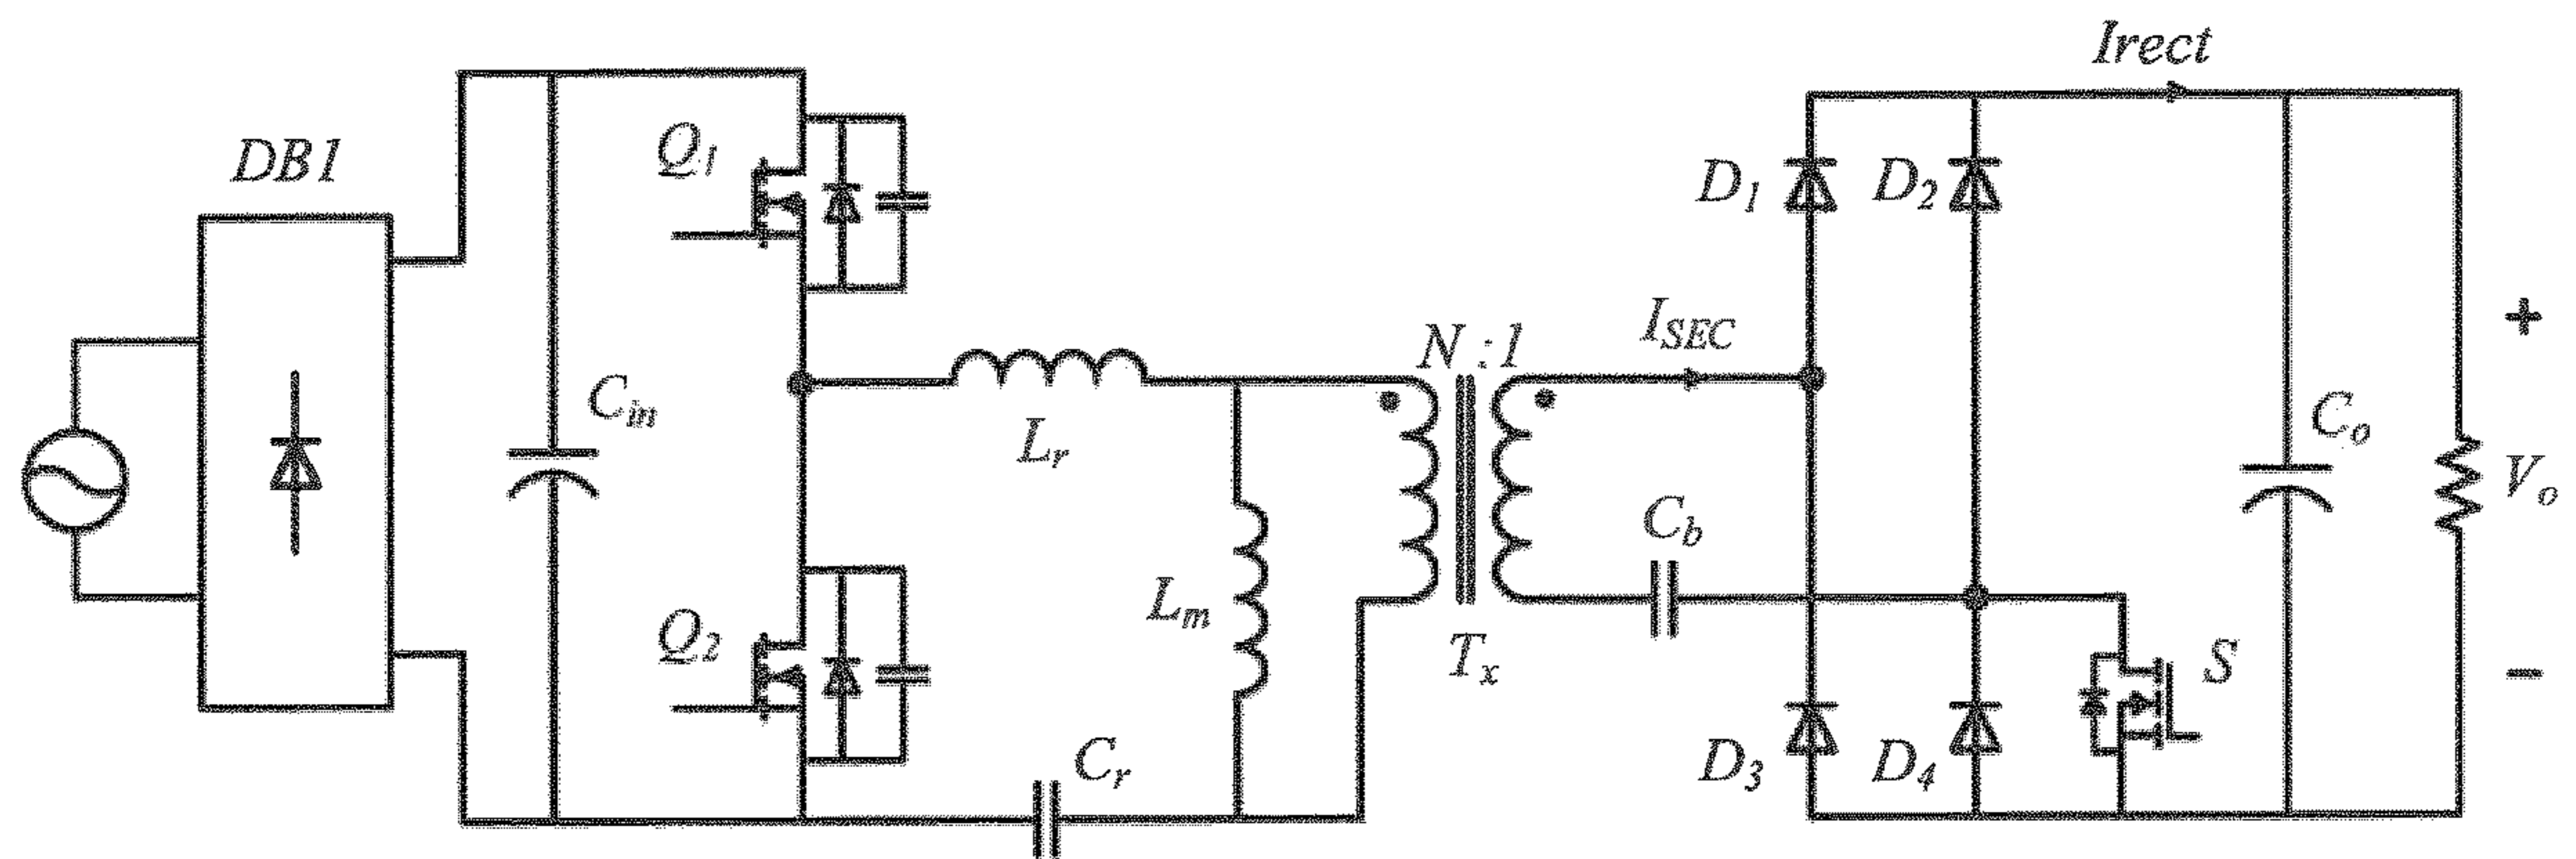 Irect
DB1
Q1
D1
D2
N:1
ISEC
+
Cin
Lr
Co
Vo
Cb
Lm
Q2
Tx
S
−
Cr
D3
D4